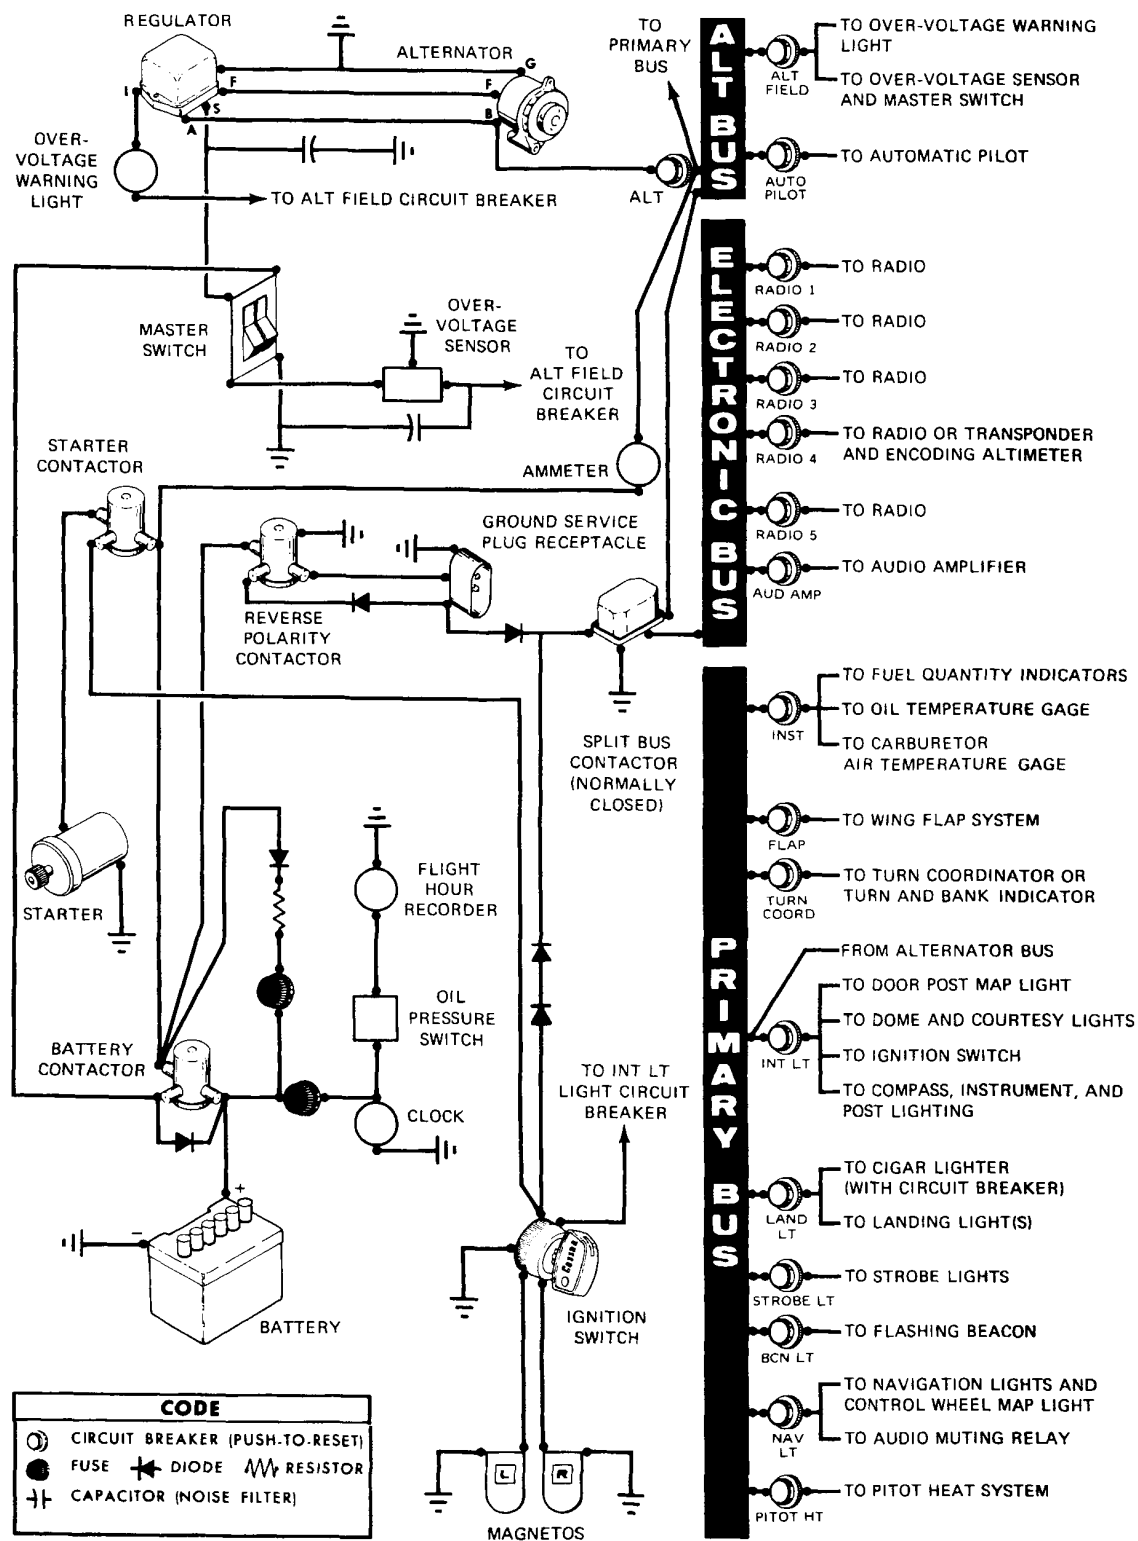 REGULATOR
ALTERNATOR
G
F
F
I
S
A
B
OVER-
VOLTAGE
WARNING
LIGHT
TO ALT FIELD CIRCUIT BREAKER
TO
PRIMARY
BUS
ALT
ALT BUS
ALT
FIELD
TO OVER-VOLTAGE WARNING
LIGHT
TO OVER-VOLTAGE SENSOR
AND MASTER SWITCH
AUTO
PILOT
TO AUTOMATIC PILOT
MASTER
SWITCH
OVER-
VOLTAGE
SENSOR
TO
ALT FIELD
CIRCUIT
BREAKER
AMMETER
STARTER
CONTACTOR
GROUND SERVICE
PLUG RECEPTACLE
REVERSE
POLARITY
CONTACTOR
SPLIT BUS
CONTACTOR
(NORMALLY
CLOSED)
ELECTRONIC BUS
RADIO 1
TO RADIO
RADIO 2
TO RADIO
RADIO 3
TO RADIO
RADIO 4
TO RADIO OR TRANSPONDER
AND ENCODING ALTIMETER
RADIO 5
TO RADIO
AUD AMP
TO AUDIO AMPLIFIER
STARTER
FLIGHT
HOUR
RECORDER
OIL
PRESSURE
SWITCH
BATTERY
CONTACTOR
CLOCK
TO INT LT
LIGHT CIRCUIT
BREAKER
+
−
BATTERY
Cessna
IGNITION
SWITCH
L
R
MAGNETOS
PRIMARY BUS
INST
TO FUEL QUANTITY INDICATORS
TO OIL TEMPERATURE GAGE
TO CARBURETOR
AIR TEMPERATURE GAGE
FLAP
TO WING FLAP SYSTEM
TURN
COORD
TO TURN COORDINATOR OR
TURN AND BANK INDICATOR
INT LT
FROM ALTERNATOR BUS
TO DOOR POST MAP LIGHT
TO DOME AND COURTESY LIGHTS
TO IGNITION SWITCH
TO COMPASS, INSTRUMENT, AND
POST LIGHTING
LAND
LT
TO CIGAR LIGHTER
(WITH CIRCUIT BREAKER)
TO LANDING LIGHT(S)
STROBE LT
TO STROBE LIGHTS
BCN LT
TO FLASHING BEACON
NAV
LT
TO NAVIGATION LIGHTS AND
CONTROL WHEEL MAP LIGHT
TO AUDIO MUTING RELAY
PITOT HT
TO PITOT HEAT SYSTEM
CODE
CIRCUIT BREAKER (PUSH-TO-RESET)
FUSE DIODE RESISTOR
CAPACITOR (NOISE FILTER)